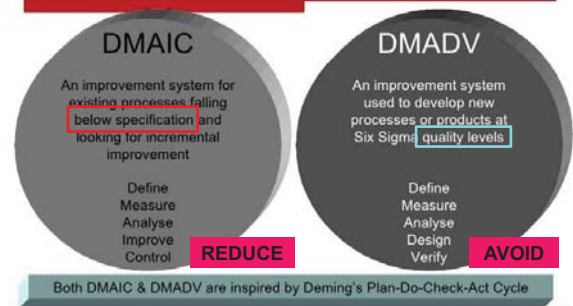 DMAIC
An improvement system for
existing processes falling
below specification and
looking for incremental
improvement
Define
Measure
Analyse
Improve
Control
REDUCE
DMADV
An improvement system
used to develop new
processes or products at
Six Sigma quality levels
Define
Measure
Analyse
Design
Verify
AVOID
Both DMAIC & DMADV are inspired by Deming's Plan-Do-Check-Act Cycle